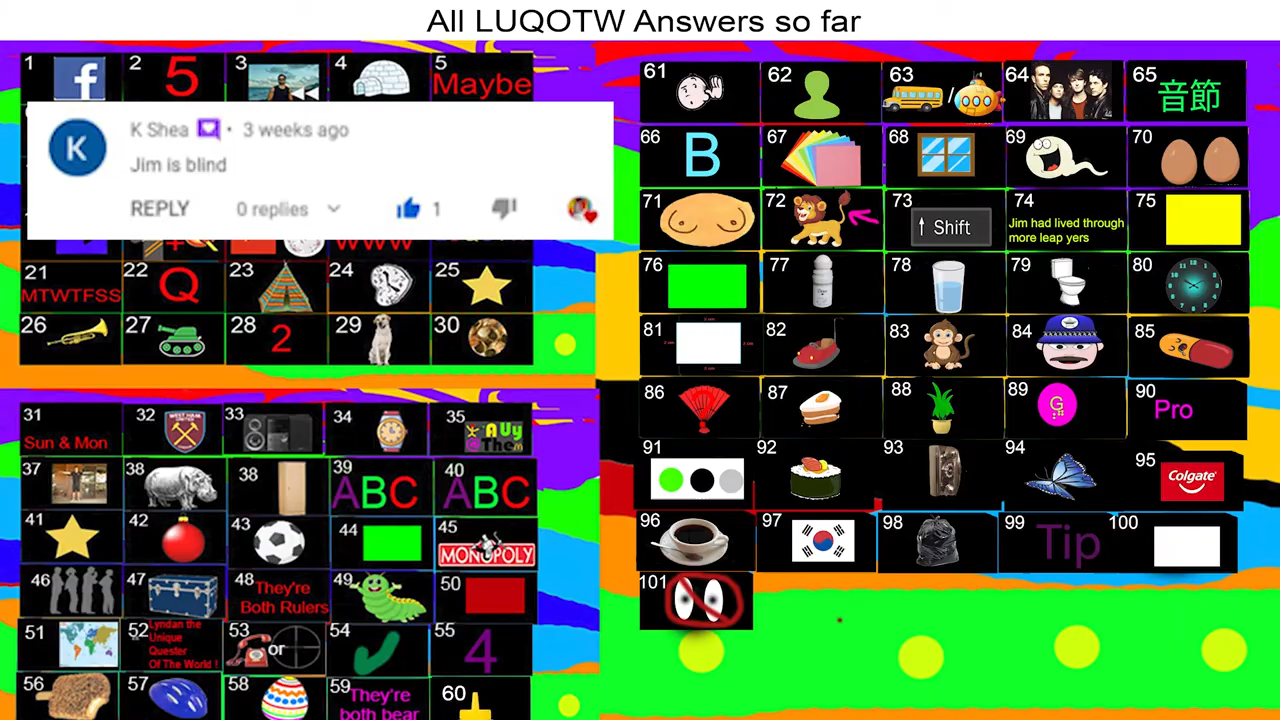 All LUQOTW Answers so far
1 2 3 4 5
5
Maybe
K Shea • 3 weeks ago
K
Jim is blind
REPLY 0 replies 1
WWW
21 22 23 24 25
MTWTFSS Q
26 27 28 29 30
2
31 32 33 34 35
Sun & Mon
WEST HAM
UNITED
A Uy
Them
37 38 38 39 40
ABC ABC
41 42 43 44 45
MONOPOLY
46 47 48 49 50
They're
Both Rulers
51 52 53 54 55
Lyndan the
Unique
Quester
Of The World !
or
4
56 57 58 59 60
They're
both bear
61 62 63 64 65
/
音節
66 67 68 69 70
B
71 72 73 74 75
↑ Shift
Jim had lived through
more leap yers
76 77 78 79 80
81 82 83 84 85
86 87 88 89 90
G
Pro
91 92 93 94 95
Colgate
96 97 98 99 100
Tip
101